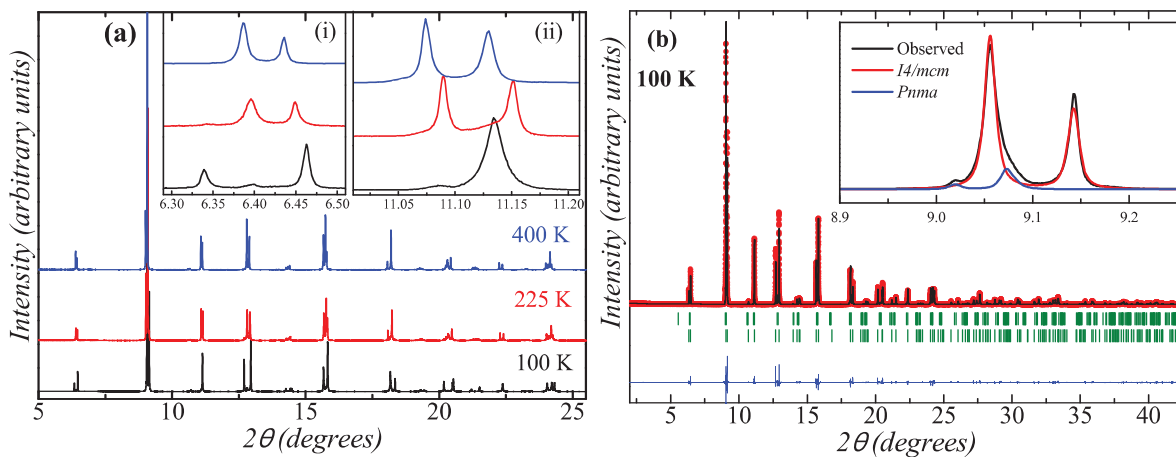 (a)
(i)
(ii)
6.30 6.35 6.40 6.45 6.50
11.05 11.10 11.15 11.20
400 K
225 K
100 K
Intensity (arbitrary units)
5 10 15 20 25
2θ (degrees)
(b)
100 K
Observed
I4/mcm
Pnma
8.9 9.0 9.1 9.2
Intensity (arbitrary units)
5 10 15 20 25 30 35 40
2θ (degrees)